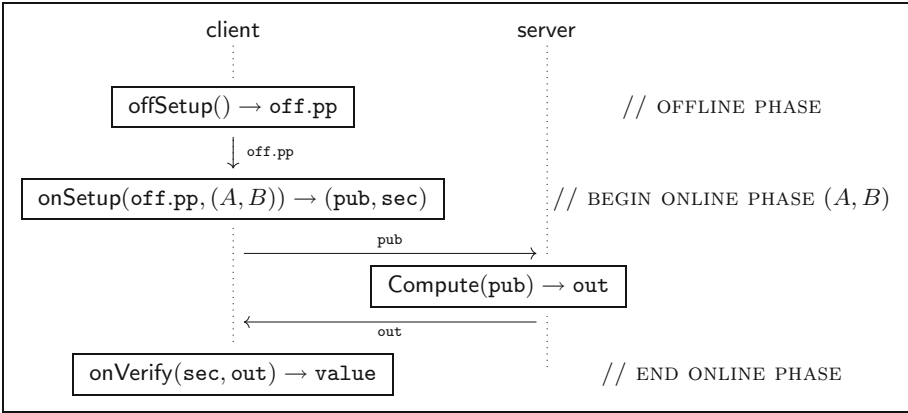 client server
offSetup() → off.pp // OFFLINE PHASE
off.pp
onSetup(off.pp, (A, B)) → (pub, sec) // BEGIN ONLINE PHASE (A, B)
pub
Compute(pub) → out
out
onVerify(sec, out) → value // END ONLINE PHASE